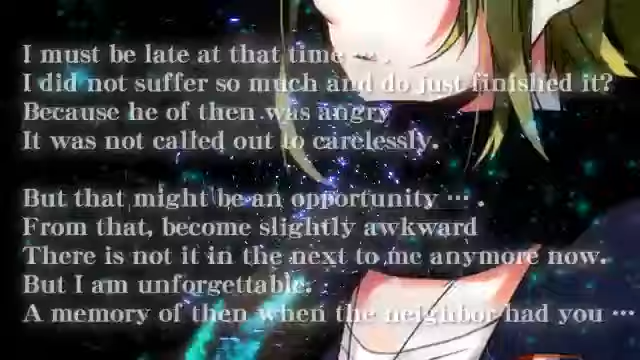 I must be late at that time ··· .
I did not suffer so much and do just finished it?
Because he of then was angry
It was not called out to carelessly.
But that might be an opportunity ··· .
From that, become slightly awkward
There is not it in the next to me anymore now.
But I am unforgettable.
A memory of then when the neighbor had you ···